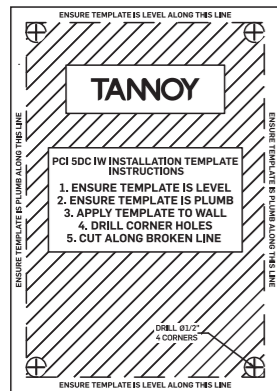 ENSURE TEMPLATE IS LEVEL ALONG THIS LINE
TANNOY
ENSURE TEMPLATE IS PLUMB ALONG THIS LINE
ENSURE TEMPLATE IS PLUMB ALONG THIS LINE
PCI 5DC IW INSTALLATION TEMPLATE
INSTRUCTIONS
1. ENSURE TEMPLATE IS LEVEL
2. ENSURE TEMPLATE IS PLUMB
3. APPLY TEMPLATE TO WALL
4. DRILL CORNER HOLES
5. CUT ALONG BROKEN LINE
DRILL Ø1/2"
4 CORNERS
ENSURE TEMPLATE IS LEVEL ALONG THIS LINE